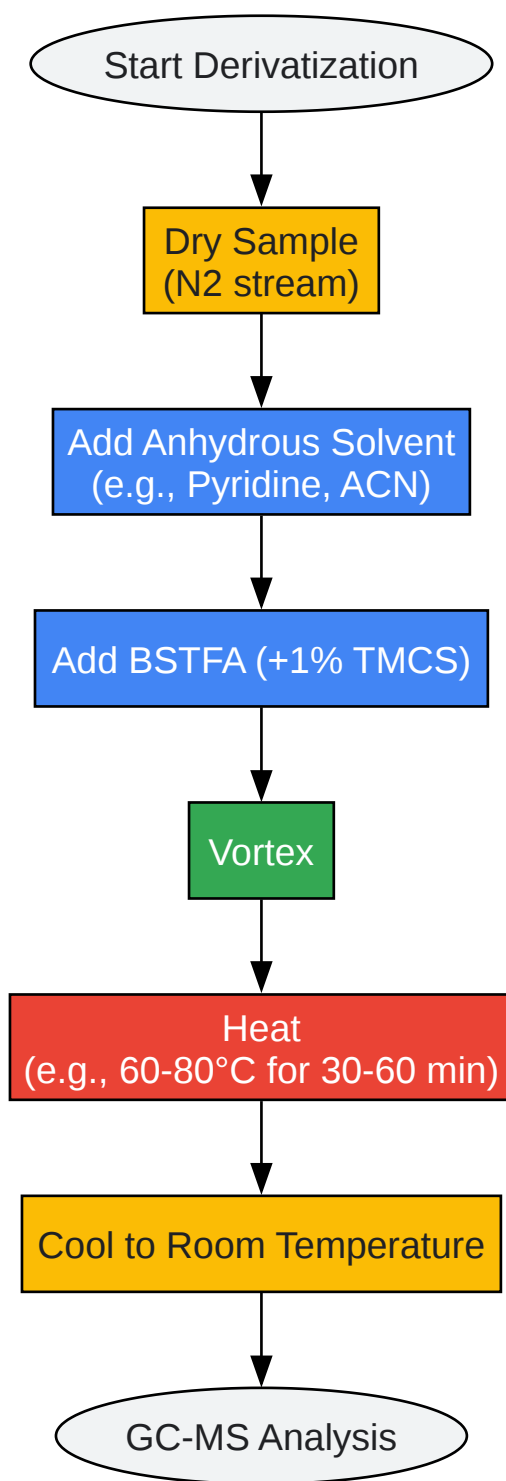 Start Derivatization
Dry Sample
(N2 stream)
Add Anhydrous Solvent
(e.g., Pyridine, ACN)
Add BSTFA (+1% TMCS)
Vortex
Heat
(e.g., 60-80°C for 30-60 min)
Cool to Room Temperature
GC-MS Analysis